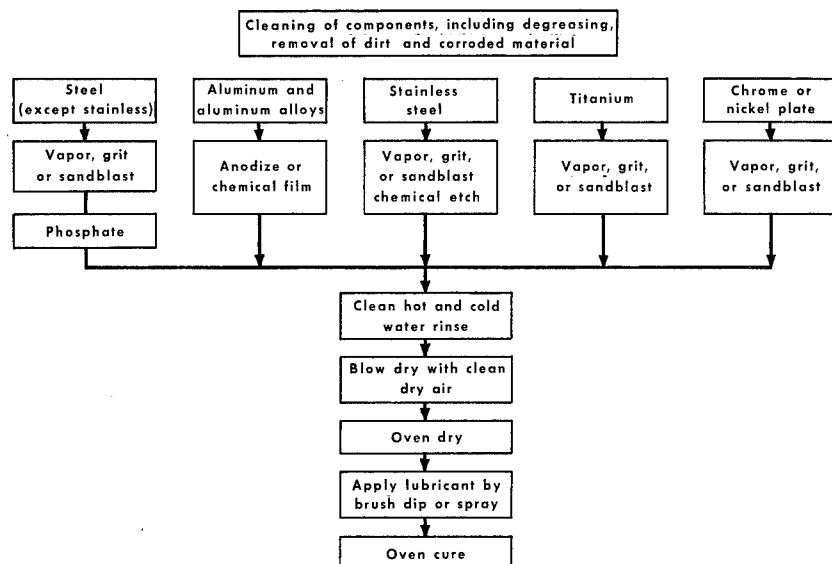 Cleaning of components, including degreasing,
removal of dirt and corroded material
Steel
(except stainless)
Aluminum and
aluminum alloys
Stainless
steel
Titanium
Chrome or
nickel plate
Vapor, grit
or sandblast
Anodize or
chemical film
Vapor, grit,
or sandblast
chemical etch
Vapor, grit,
or sandblast
Vapor, grit,
or sandblast
Phosphate
Clean hot and cold
water rinse
Blow dry with clean
dry air
Oven dry
Apply lubricant by
brush dip or spray
Oven cure